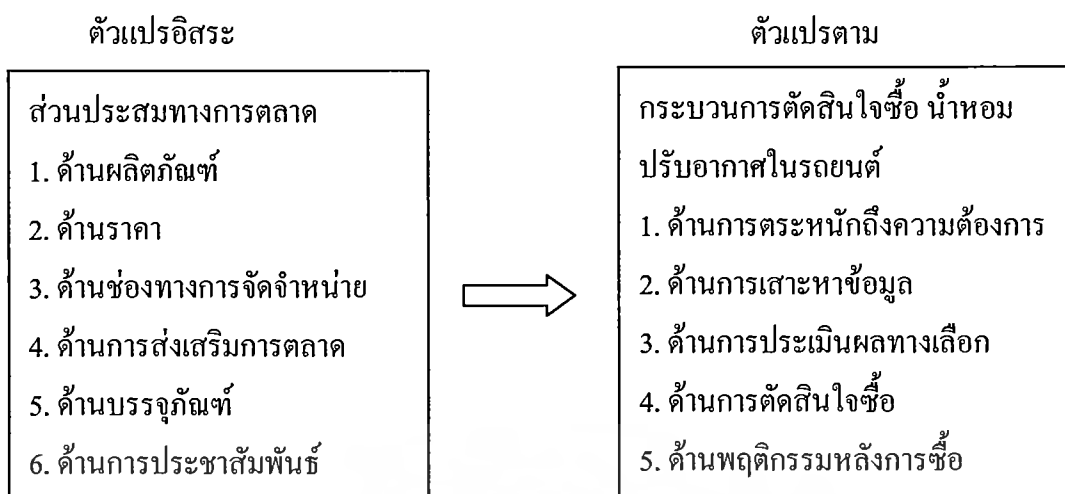 ตัวแปรอิสระ
ส่วนประสมทางการตลาด
1. ด้านผลิตภัณฑ์
2. ด้านราคา
3. ด้านช่องทางการจัดจำหน่าย
4. ด้านการส่งเสริมการตลาด
5. ด้านบรรจุภัณฑ์
6. ด้านการประชาสัมพันธ์
ตัวแปรตาม
กระบวนการตัดสินใจซื้อ น้ำหอม
ปรับอากาศในรถยนต์
1. ด้านการตระหนักถึงความต้องการ
2. ด้านการเสาะหาข้อมูล
3. ด้านการประเมินผลทางเลือก
4. ด้านการตัดสินใจซื้อ
5. ด้านพฤติกรรมหลังการซื้อ